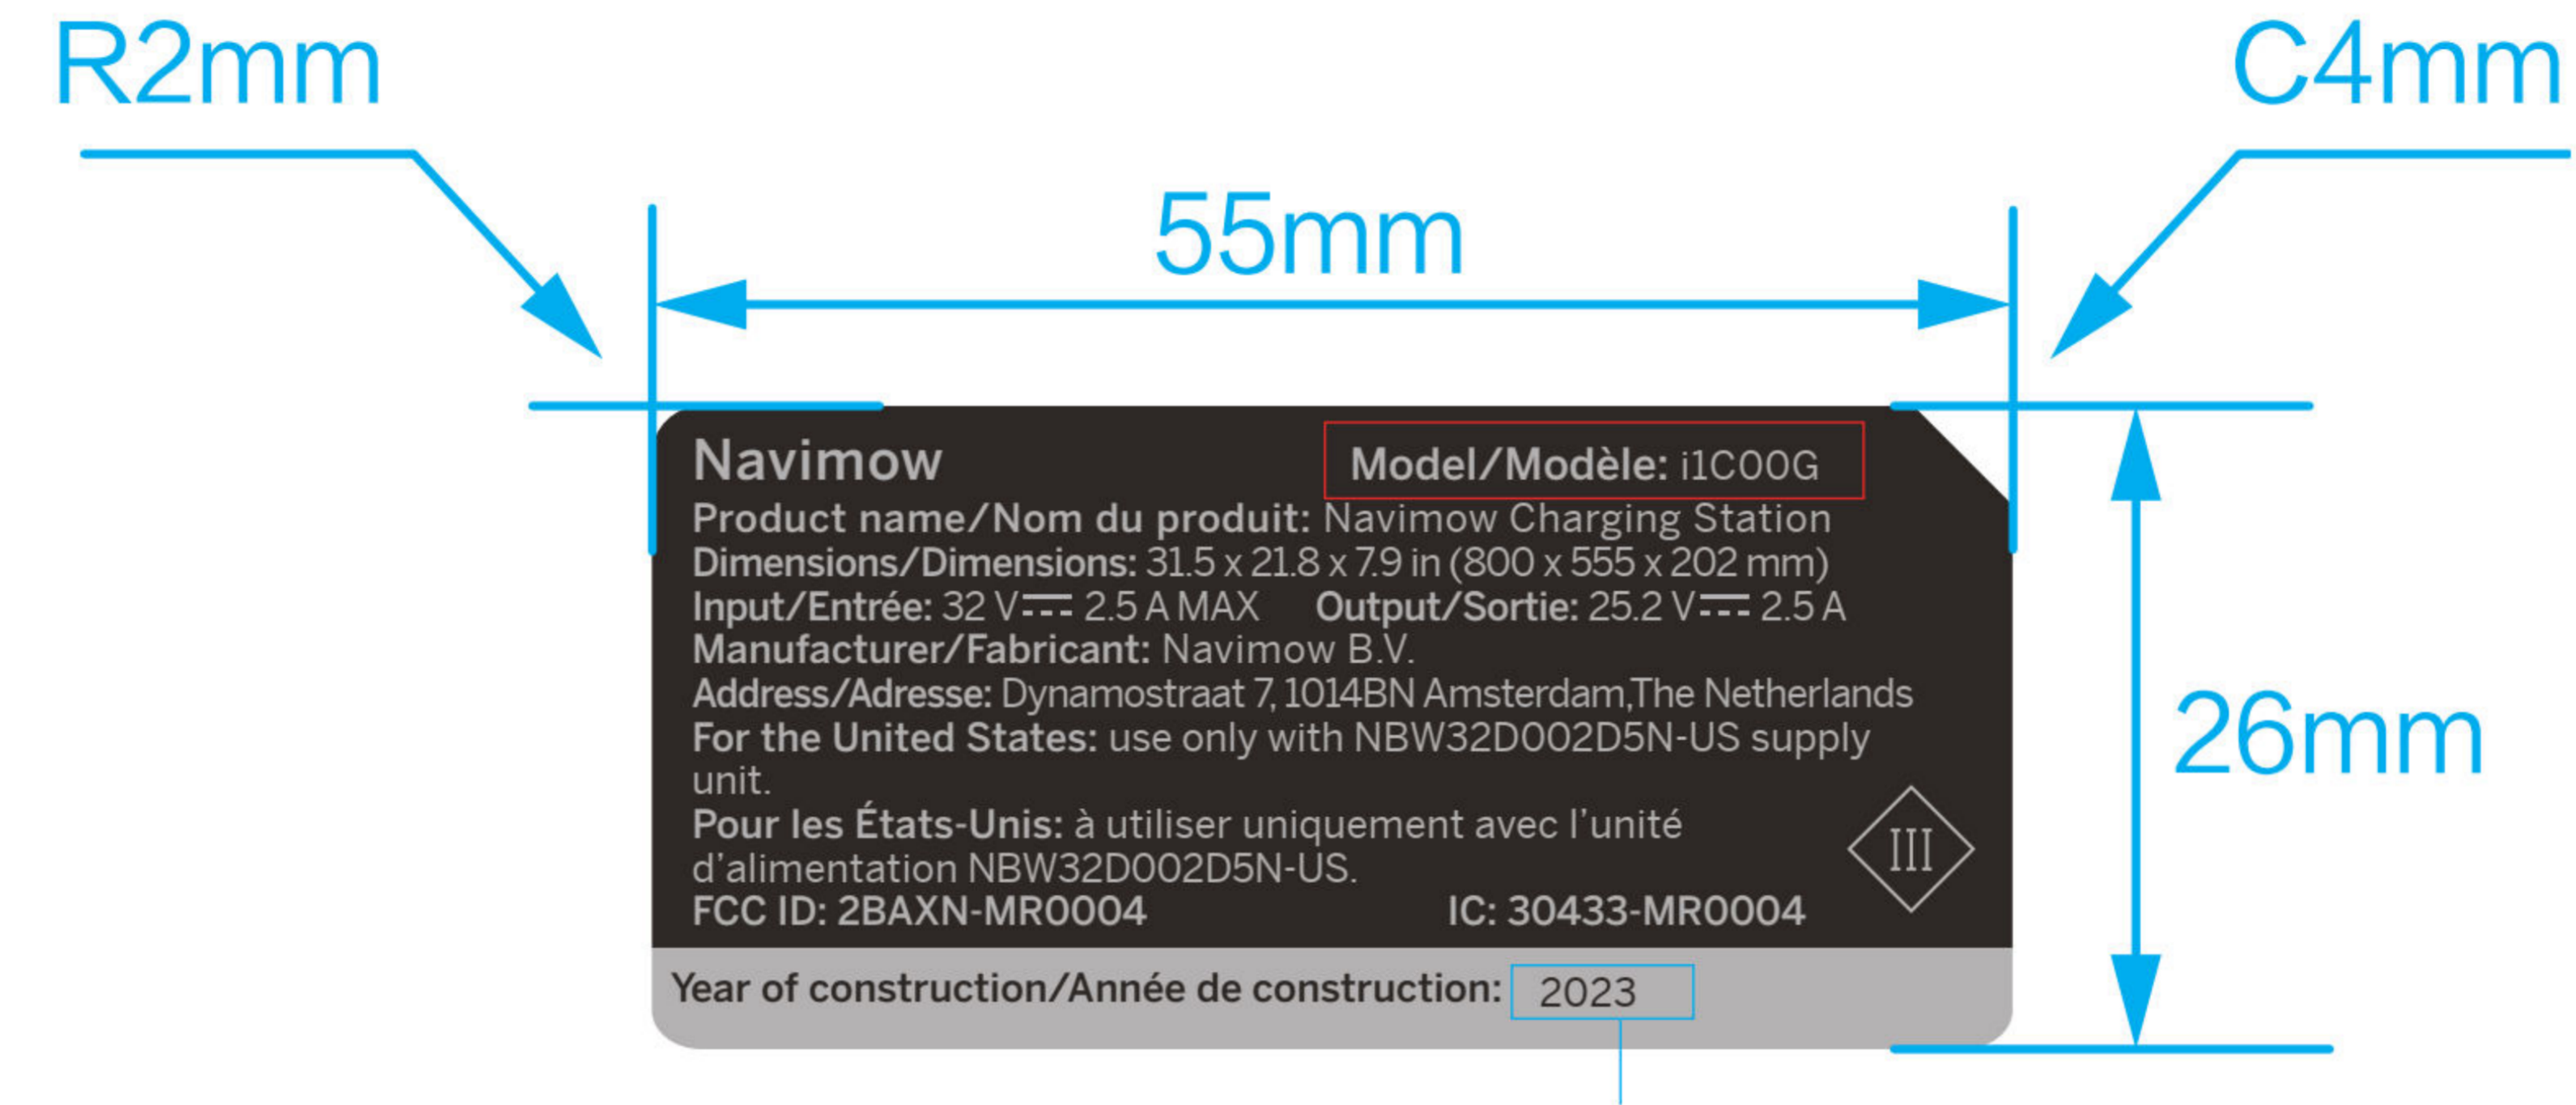 R2mm
C4mm
55mm
Navimow
Model/Modèle: i1C00G
Product name/Nom du produit: Navimow Charging Station
Dimensions/Dimensions: 31.5 x 21.8 x 7.9 in (800 x 555 x 202 mm)
Input/Entrée: 32 V⎓ 2.5 A MAX Output/Sortie: 25.2 V⎓ 2.5 A
Manufacturer/Fabricant: Navimow B.V.
Address/Adresse: Dynamostraat 7, 1014BN Amsterdam,The Netherlands
For the United States: use only with NBW32D002D5N-US supply
unit.
Pour les États-Unis: à utiliser uniquement avec l'unité
d'alimentation NBW32D002D5N-US.
III
FCC ID: 2BAXN-MR0004 IC: 30433-MR0004
Year of construction/Année de construction: 2023
26mm